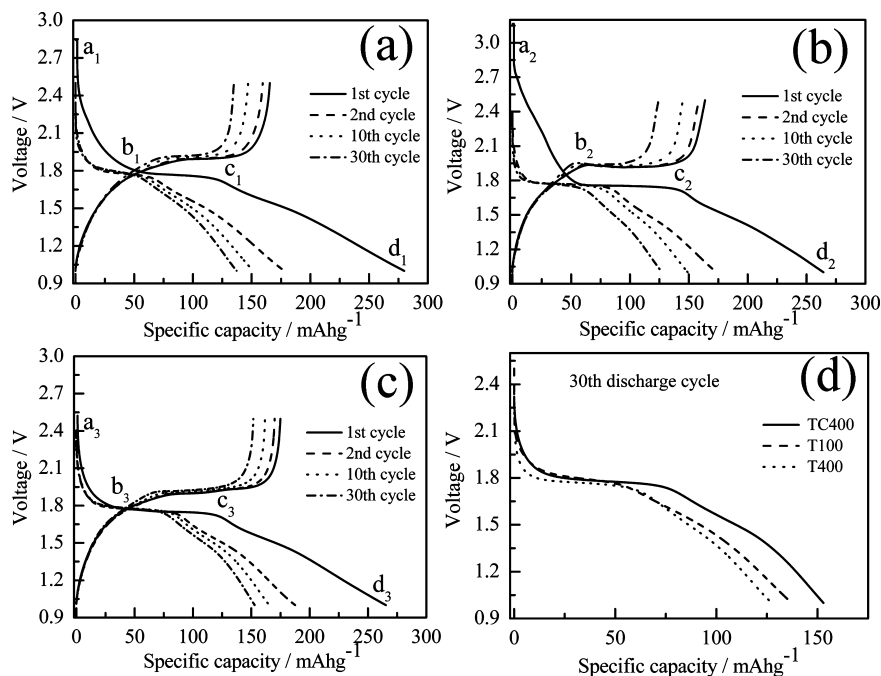 (a)
3.0
2.7
2.4
2.1
1.8
1.5
1.2
0.9
Voltage / V
a1
b1
c1
d1
1st cycle
2nd cycle
10th cycle
30th cycle
0 50 100 150 200 250 300
Specific capacity / mAhg-1
(b)
3.0
2.7
2.4
2.1
1.8
1.5
1.2
0.9
Voltage / V
a2
b2
c2
d2
1st cycle
2nd cycle
10th cycle
30th cycle
0 50 100 150 200 250 300
Specific capacity / mAhg-1
(c)
3.0
2.7
2.4
2.1
1.8
1.5
1.2
0.9
Voltage / V
a3
b3
c3
d3
1st cycle
2nd cycle
10th cycle
30th cycle
0 50 100 150 200 250 300
Specific capacity / mAhg-1
(d)
30th discharge cycle
2.4
2.1
1.8
1.5
1.2
0.9
Voltage / V
TC400
T100
T400
0 50 100 150
Specific capacity / mAhg-1